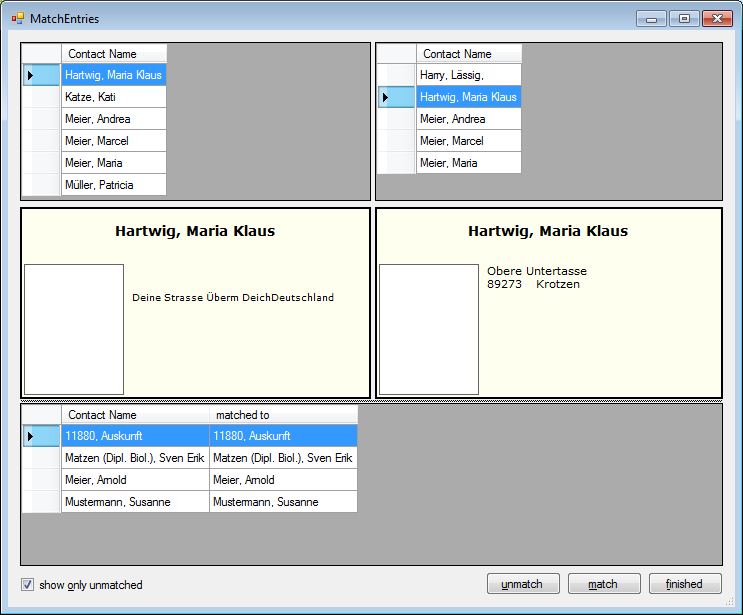 MatchEntries
Contact Name
Hartwig, Maria Klaus
Katze, Kati
Meier, Andrea
Meier, Marcel
Meier, Maria
Müller, Patricia
Contact Name
Harry, Lässig,
Hartwig, Maria Klaus
Meier, Andrea
Meier, Marcel
Meier, Maria
Hartwig, Maria Klaus
Deine Strasse Überm DeichDeutschland
Hartwig, Maria Klaus
Obere Untertasse
89273 Krotzen
Contact Name matched to
11880, Auskunft 11880, Auskunft
Matzen (Dipl. Biol.), Sven Erik Matzen (Dipl. Biol.), Sven Erik
Meier, Arnold Meier, Arnold
Mustermann, Susanne Mustermann, Susanne
show only unmatched
unmatch match finished